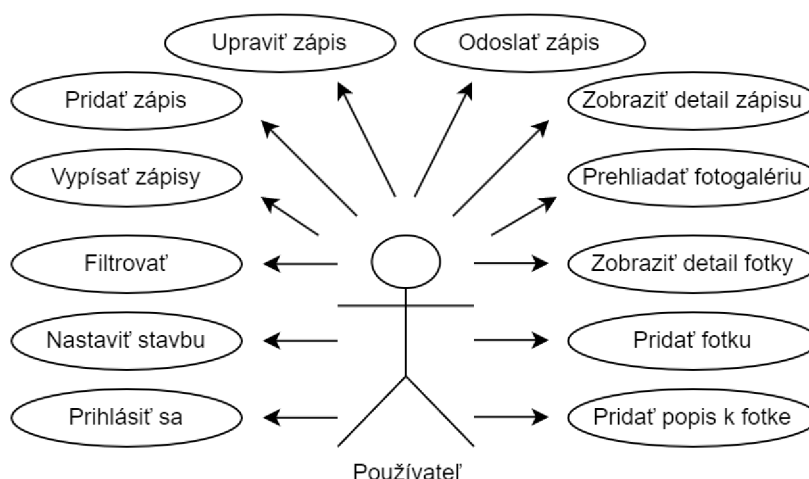 Upraviť zápis
Odoslať zápis
Pridať zápis
Zobraziť detail zápisu
Vypísať zápisy
Prehliadať fotogalériu
Filtrovať
Zobraziť detail fotky
Nastaviť stavbu
Pridať fotku
Prihlásiť sa
Pridať popis k fotke
Používateľ